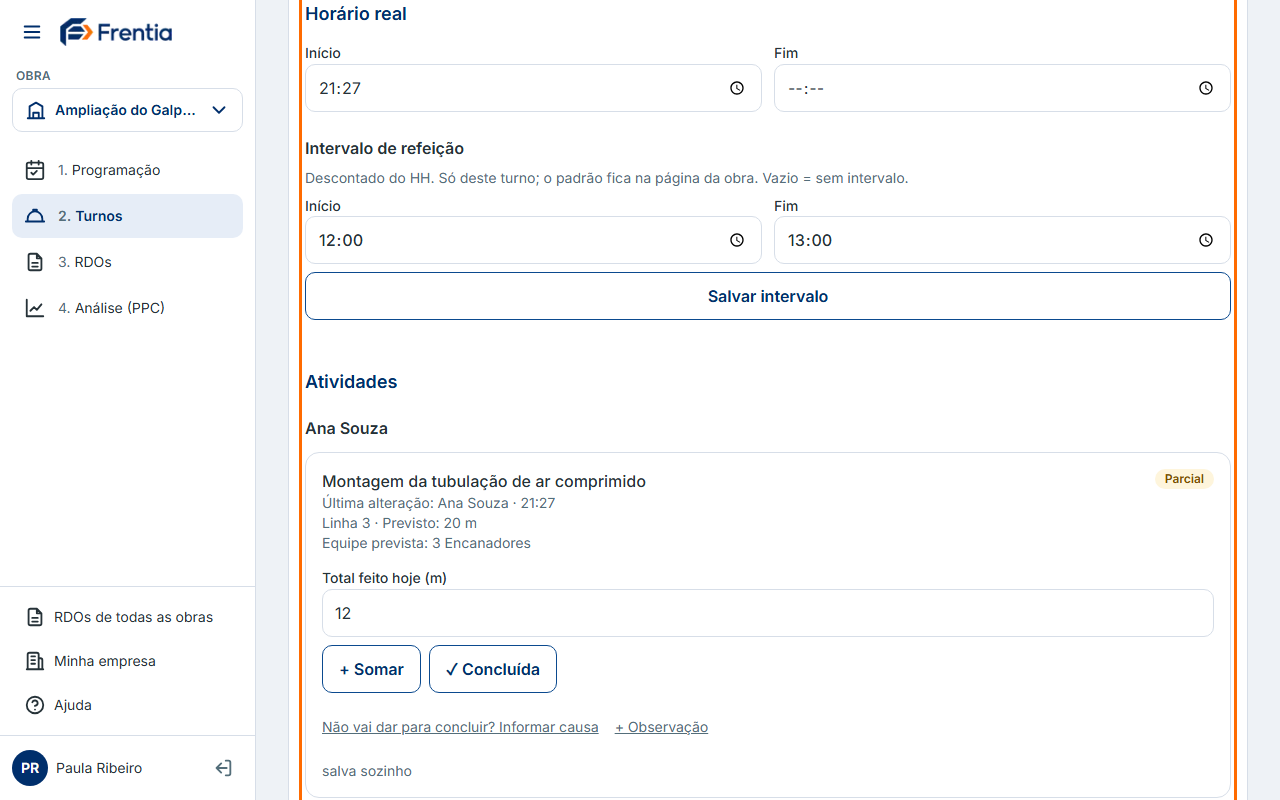 Frentia
OBRA
Ampliação do Galp...
1. Programação
2. Turnos
3. RDOs
4. Análise (PPC)
RDOs de todas as obras
Minha empresa
Ajuda
PR
Paula Ribeiro
Horário real
Início
Fim
21:27
--:--
Intervalo de refeição
Descontado do HH. Só deste turno; o padrão fica na página da obra. Vazio = sem intervalo.
Início
Fim
12:00
13:00
Salvar intervalo
Atividades
Ana Souza
Montagem da tubulação de ar comprimido
Parcial
Última alteração: Ana Souza · 21:27
Linha 3 · Previsto: 20 m
Equipe prevista: 3 Encanadores
Total feito hoje (m)
12
+ Somar
✓ Concluída
Não vai dar para concluir? Informar causa
+ Observação
salva sozinho